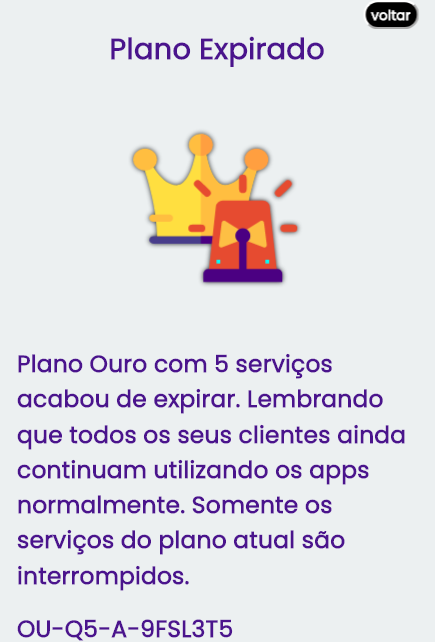 voltar
Plano Expirado
Plano Ouro com 5 serviços
acabou de expirar. Lembrando
que todos os seus clientes ainda
continuam utilizando os apps
normalmente. Somente os
serviços do plano atual são
interrompidos.
OU-Q5-A-9FSL3T5